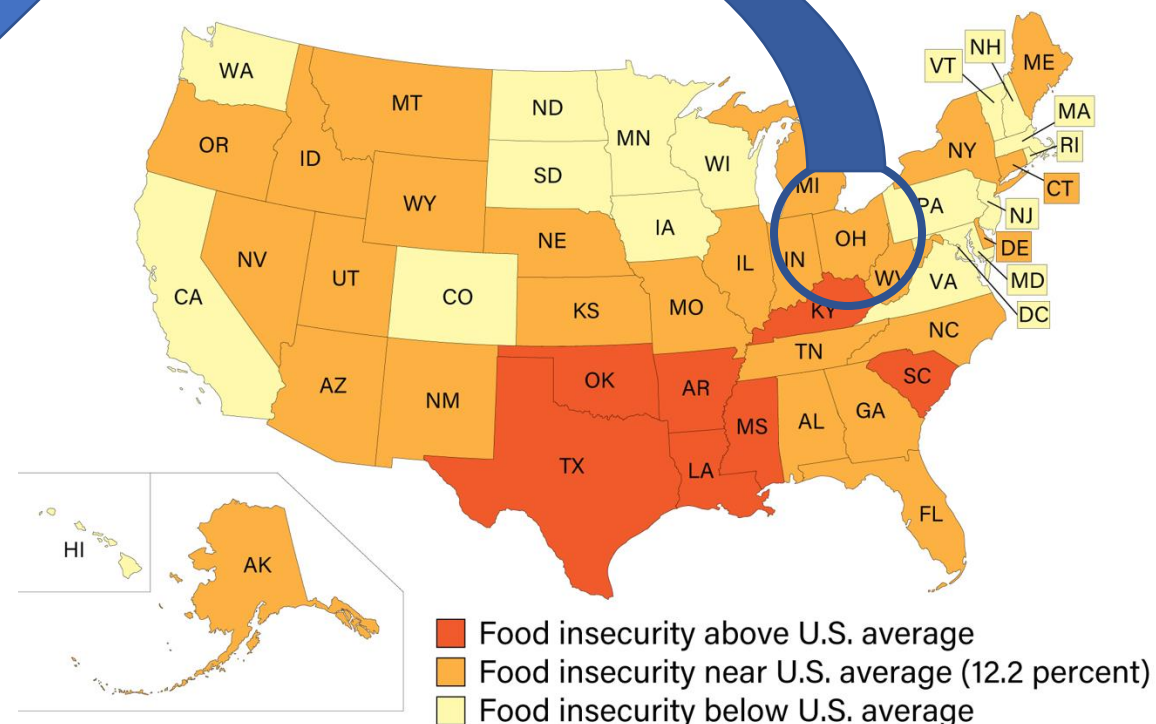 NH
ME
VT
WA
MT
ND
MN
MA
OR
ID
SD
WI
NY
RI
MI
CT
WY
PA
NJ
IA
NE
OH
DE
NV
UT
IL
IN
WV
VA
MD
CA
CO
KS
MO
KY
DC
NC
TN
AZ
NM
OK
AR
SC
MS
AL
GA
TX
LA
FL
HI
AK
Food insecurity above U.S. average
Food insecurity near U.S. average (12.2 percent)
Food insecurity below U.S. average